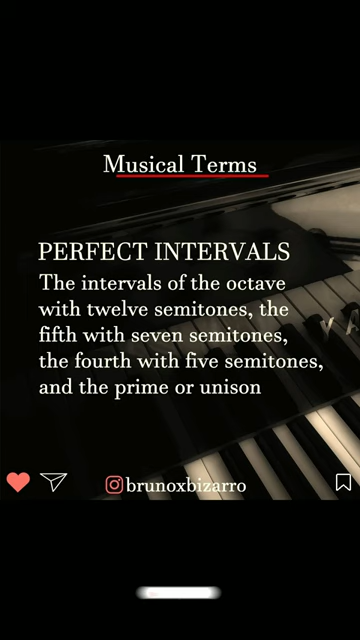 Musical Terms
PERFECT INTERVALS
The intervals of the octave
with twelve semitones, the
fifth with seven semitones,
the fourth with five semitones,
and the prime or unison
brunoxbizarro